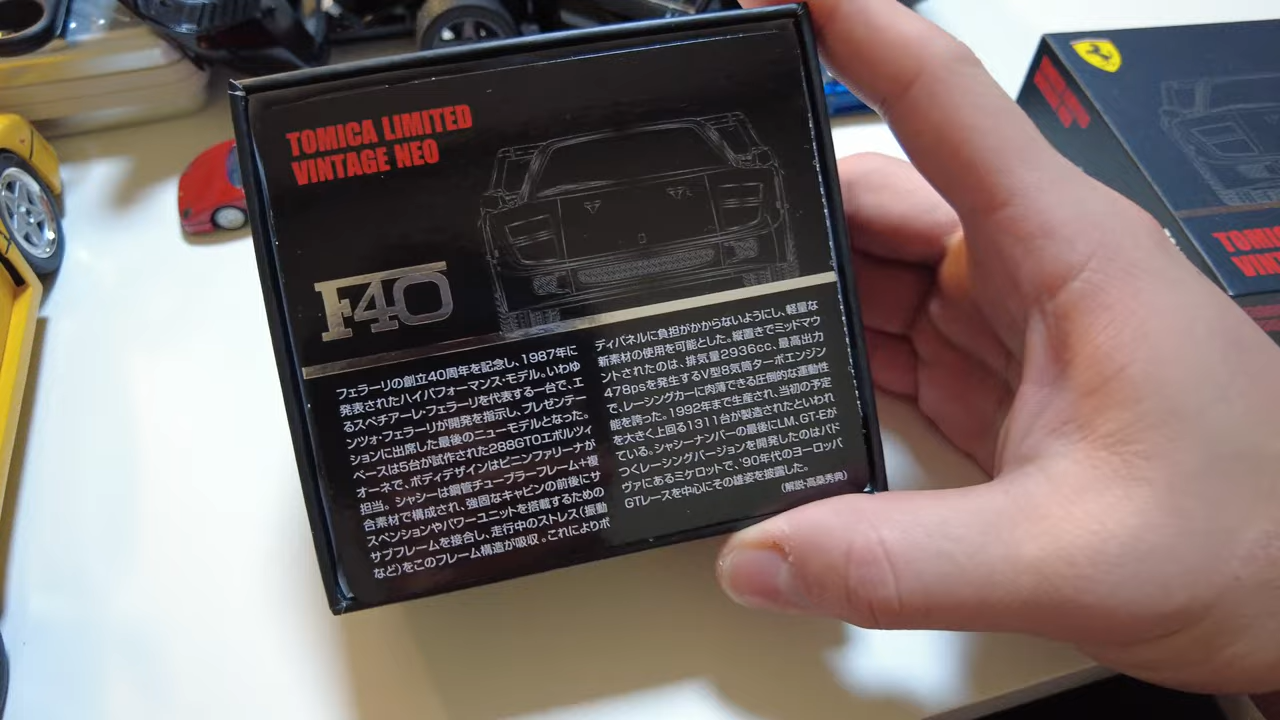 TOMICA LIMITED
VINTAGE NEO
F40
フェラーリの創立40周年を記念し、1987年に
発表されたハイパフォーマンス・モデル。いわゆ
るスペチアーレ・フェラーリを代表する一台で、エ
ンツォ・フェラーリが開発を指示し、プレゼンテー
ションに出席した最後のニューモデルとなった。
ベースは5台が試作された288GTOエボルツィ
オーネで、ボディデザインはピニンファリーナが
担当。シャシーは鋼管チューブラーフレーム+複
合素材で構成され、強固なキャビンの前後にサ
スペンションやパワーユニットを搭載するための
サブフレームを接合し、走行中のストレス(振動
など)をこのフレーム構造が吸収。これによりボ
ディパネルに負担がかからないようにし、軽量な
新素材の使用を可能とした。縦置きでミッドマウ
ントされたのは、排気量2936cc、最高出力
478psを発生するV型8気筒ターボエンジン
で、レーシングカーに肉薄できる圧倒的な運動性
能を誇った。1992年まで生産され、当初の予定
を大きく上回る1311台が製造されたといわれ
ている。シャシーナンバーの最後にLM、GT-Eが
つくレーシングバージョンを開発したのはパド
ヴァにあるミケロットで、'90年代のヨーロッパ
GTレースを中心にその雄姿を披露した。
(解説・高桑秀典)